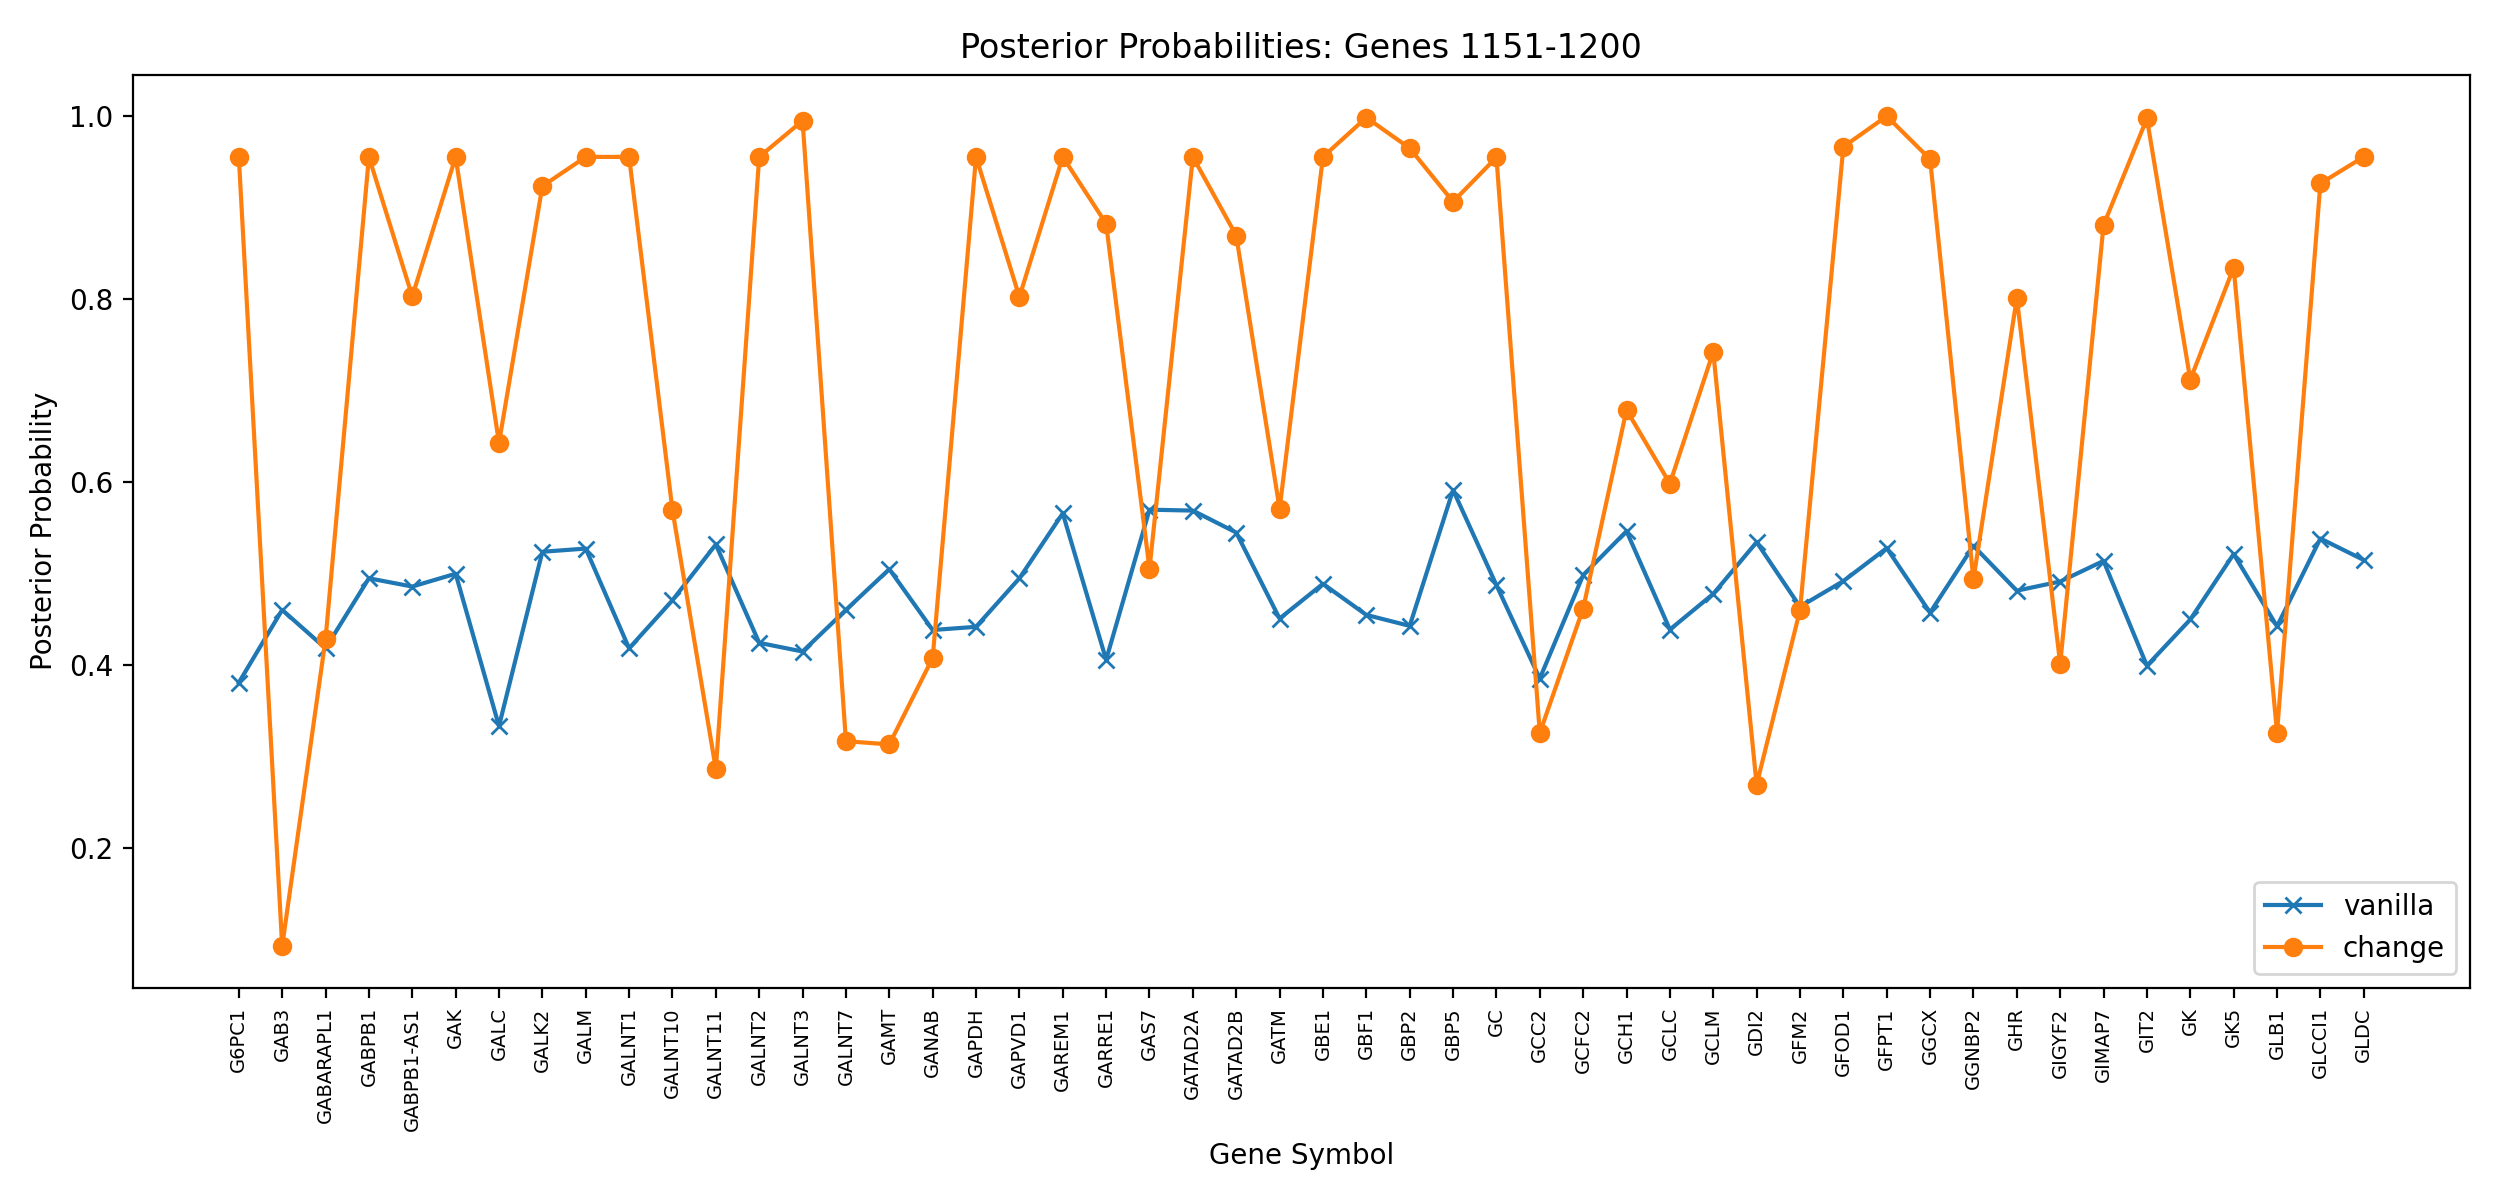 Posterior Probabilities: Genes 1151-1200
Posterior Probability
1.0
0.8
0.6
0.4
0.2
vanilla
change
G6PC1
GAB3
GABARAPL1
GABPB1
GABPB1-AS1
GAK
GALC
GALK2
GALM
GALNT1
GALNT10
GALNT11
GALNT2
GALNT3
GALNT7
GAMT
GANAB
GAPDH
GAPVD1
GAREM1
GARRE1
GAS7
GATAD2A
GATAD2B
GATM
GBE1
GBF1
GBP2
GBP5
GC
GCC2
GCFC2
GCH1
GCLC
GCLM
GDI2
GFM2
GFOD1
GFPT1
GGCX
GGNBP2
GHR
GIGYF2
GIMAP7
GIT2
GK
GK5
GLB1
GLCCI1
GLDC
Gene Symbol